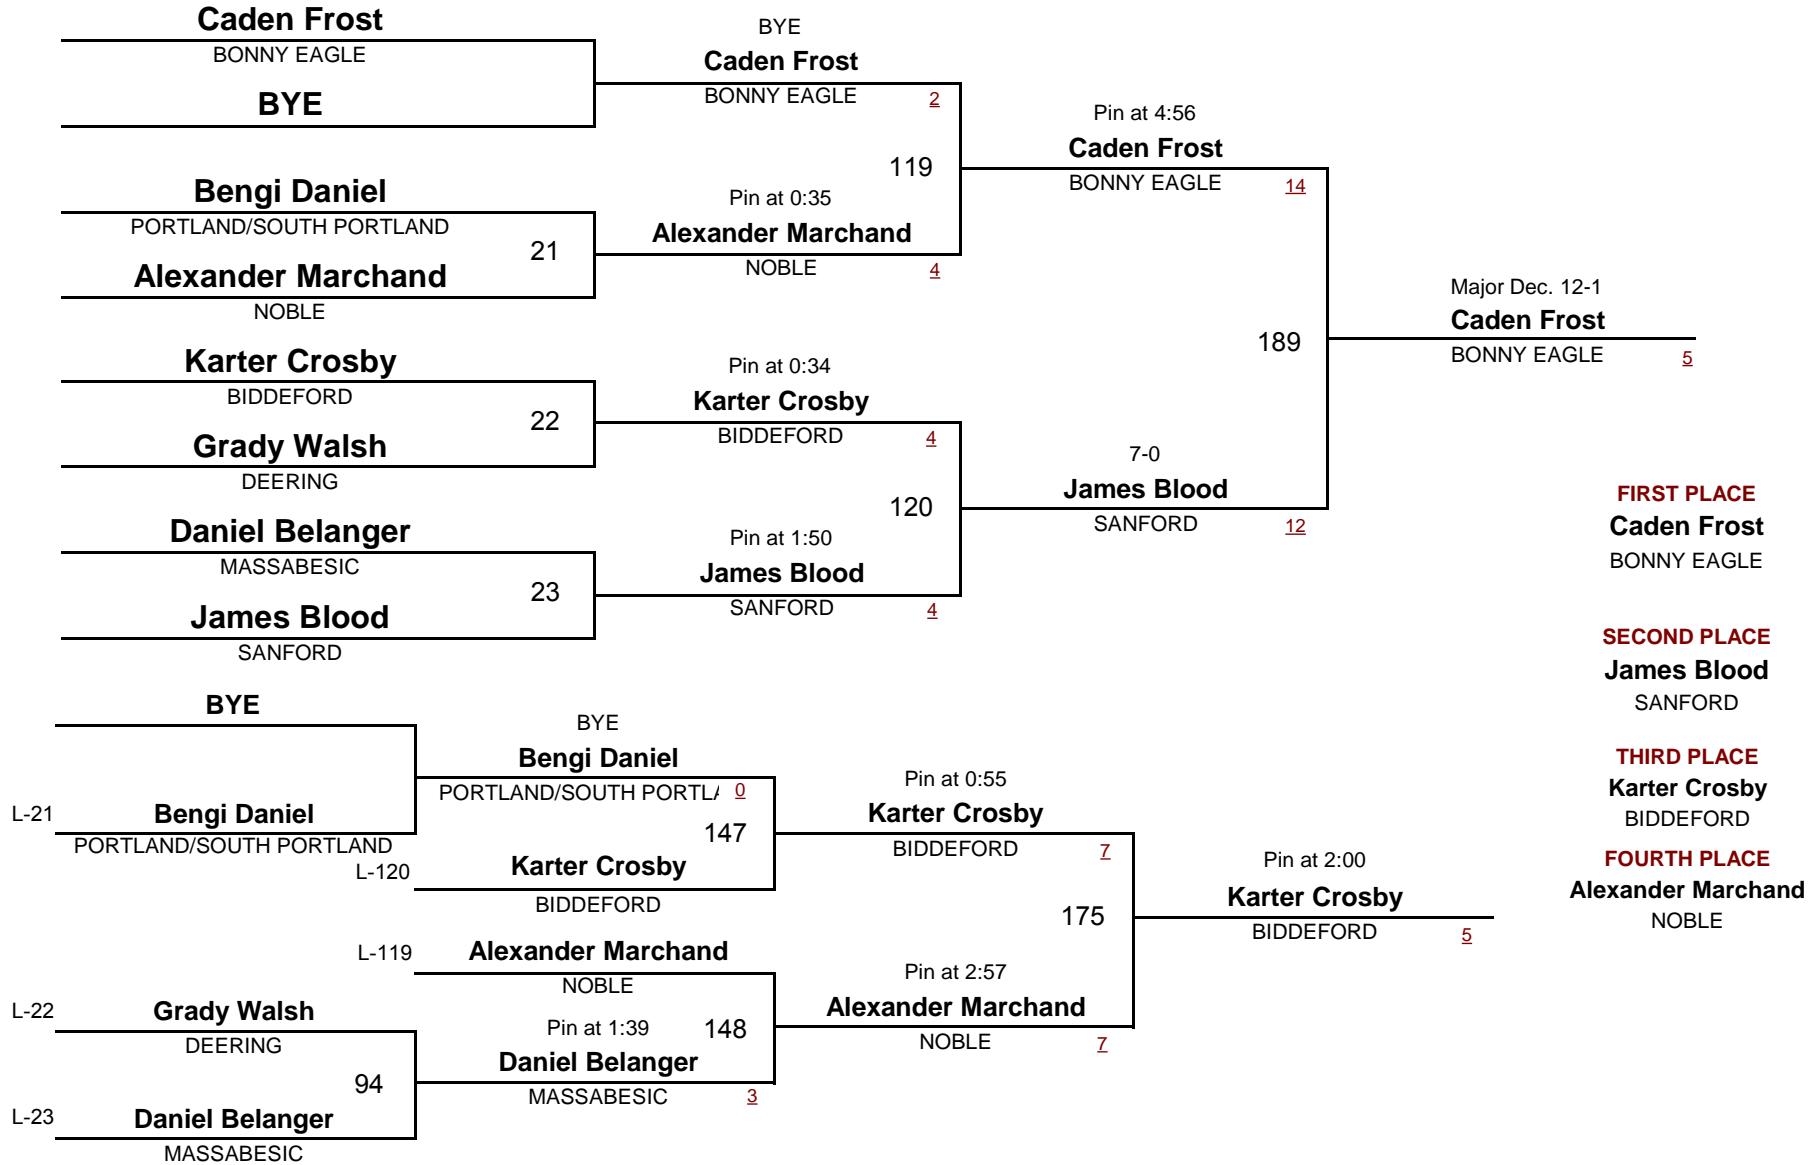 Caden Frost
BONNY EAGLE
BYE
Bengi Daniel
PORTLAND/SOUTH PORTLAND
21
Alexander Marchand
NOBLE
Karter Crosby
BIDDEFORD
22
Grady Walsh
DEERING
Daniel Belanger
MASSABESIC
23
James Blood
SANFORD
BYE
Caden Frost
BONNY EAGLE 2
119
Pin at 0:35
Alexander Marchand
NOBLE 4
Pin at 0:34
Karter Crosby
BIDDEFORD 4
120
Pin at 1:50
James Blood
SANFORD 4
Pin at 4:56
Caden Frost
BONNY EAGLE 14
189
7-0
James Blood
SANFORD 12
Major Dec. 12-1
Caden Frost
BONNY EAGLE 5
FIRST PLACE
Caden Frost
BONNY EAGLE
SECOND PLACE
James Blood
SANFORD
THIRD PLACE
Karter Crosby
BIDDEFORD
FOURTH PLACE
Alexander Marchand
NOBLE
BYE
L-21 Bengi Daniel
PORTLAND/SOUTH PORTLAND
L-22 Grady Walsh
DEERING
94
L-23 Daniel Belanger
MASSABESIC
BYE
Bengi Daniel
PORTLAND/SOUTH PORTLA 0
147
L-120 Karter Crosby
BIDDEFORD
L-119 Alexander Marchand
NOBLE
148
Pin at 1:39
Daniel Belanger
MASSABESIC 3
Pin at 0:55
Karter Crosby
BIDDEFORD 7
175
Pin at 2:57
Alexander Marchand
NOBLE 7
Pin at 2:00
Karter Crosby
BIDDEFORD 5